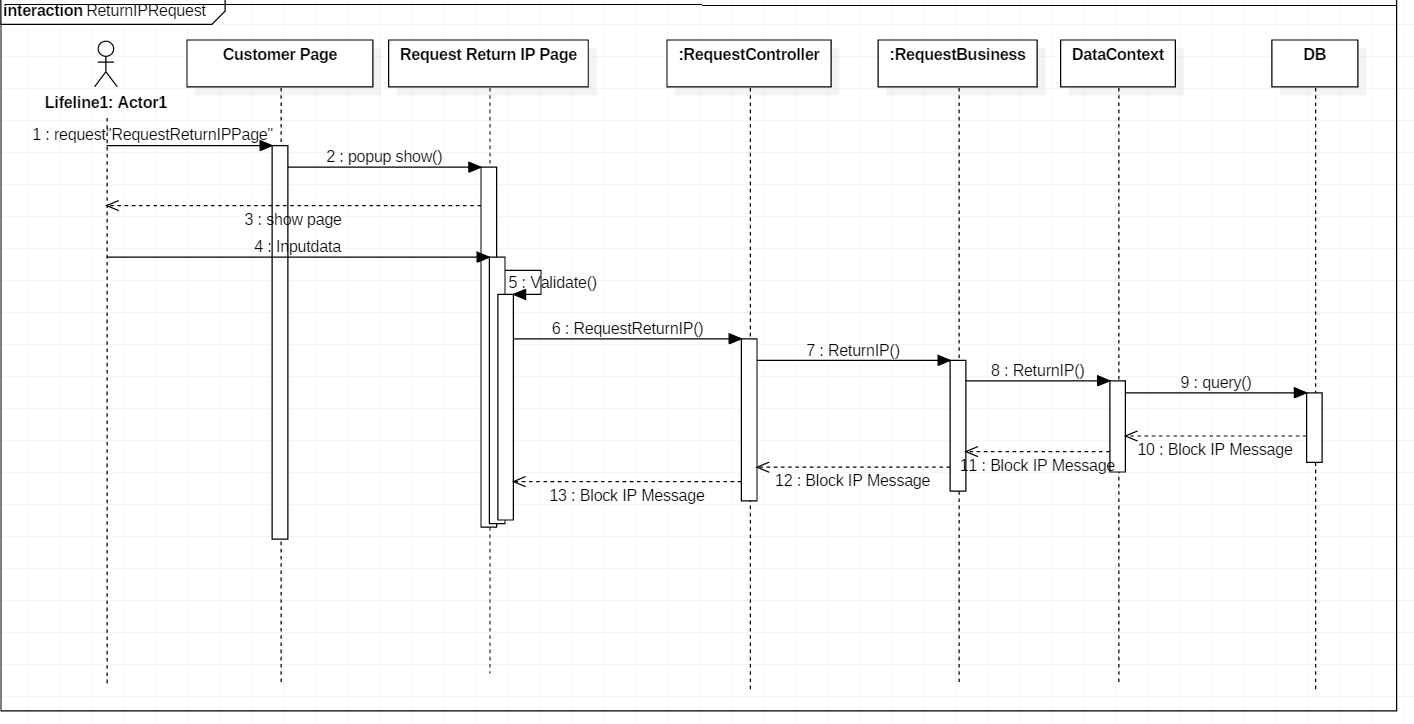 interaction ReturnIPRequest
Customer Page
Request Return IP Page
:RequestController
:RequestBusiness
DataContext
DB
Lifeline1: Actor1
1 : request"RequestReturnIPPage"
2 : popup show()
3 : show page
4 : Inputdata
5 : Validate()
6 : RequestReturnIP()
7 : ReturnIP()
8 : ReturnIP()
9 : query()
10 : Block IP Message
11 : Block IP Message
12 : Block IP Message
13 : Block IP Message